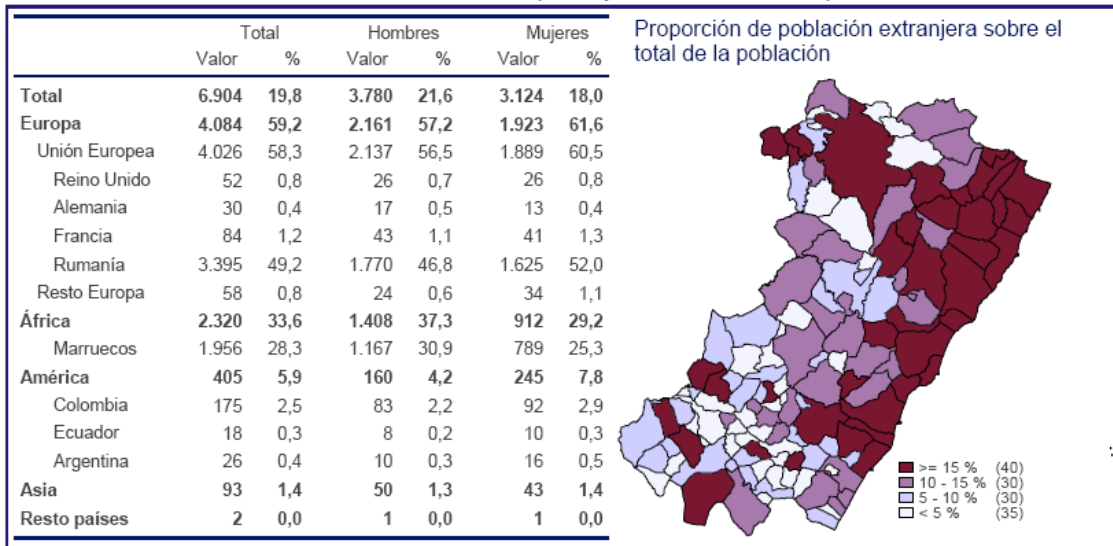 Total Hombres Mujeres
Valor % Valor % Valor %
Total 6.904 19,8 3.780 21,6 3.124 18,0
Europa 4.084 59,2 2.161 57,2 1.923 61,6
Unión Europea 4.026 58,3 2.137 56,5 1.889 60,5
Reino Unido 52 0,8 26 0,7 26 0,8
Alemania 30 0,4 17 0,5 13 0,4
Francia 84 1,2 43 1,1 41 1,3
Rumanía 3.395 49,2 1.770 46,8 1.625 52,0
Resto Europa 58 0,8 24 0,6 34 1,1
África 2.320 33,6 1.408 37,3 912 29,2
Marruecos 1.956 28,3 1.167 30,9 789 25,3
América 405 5,9 160 4,2 245 7,8
Colombia 175 2,5 83 2,2 92 2,9
Ecuador 18 0,3 8 0,2 10 0,3
Argentina 26 0,4 10 0,3 16 0,5
Asia 93 1,4 50 1,3 43 1,4
Resto países 2 0,0 1 0,0 1 0,0
Proporción de población extranjera sobre el
total de la población
>= 15 % (40)
10 - 15 % (30)
5 - 10 % (30)
< 5 % (35)